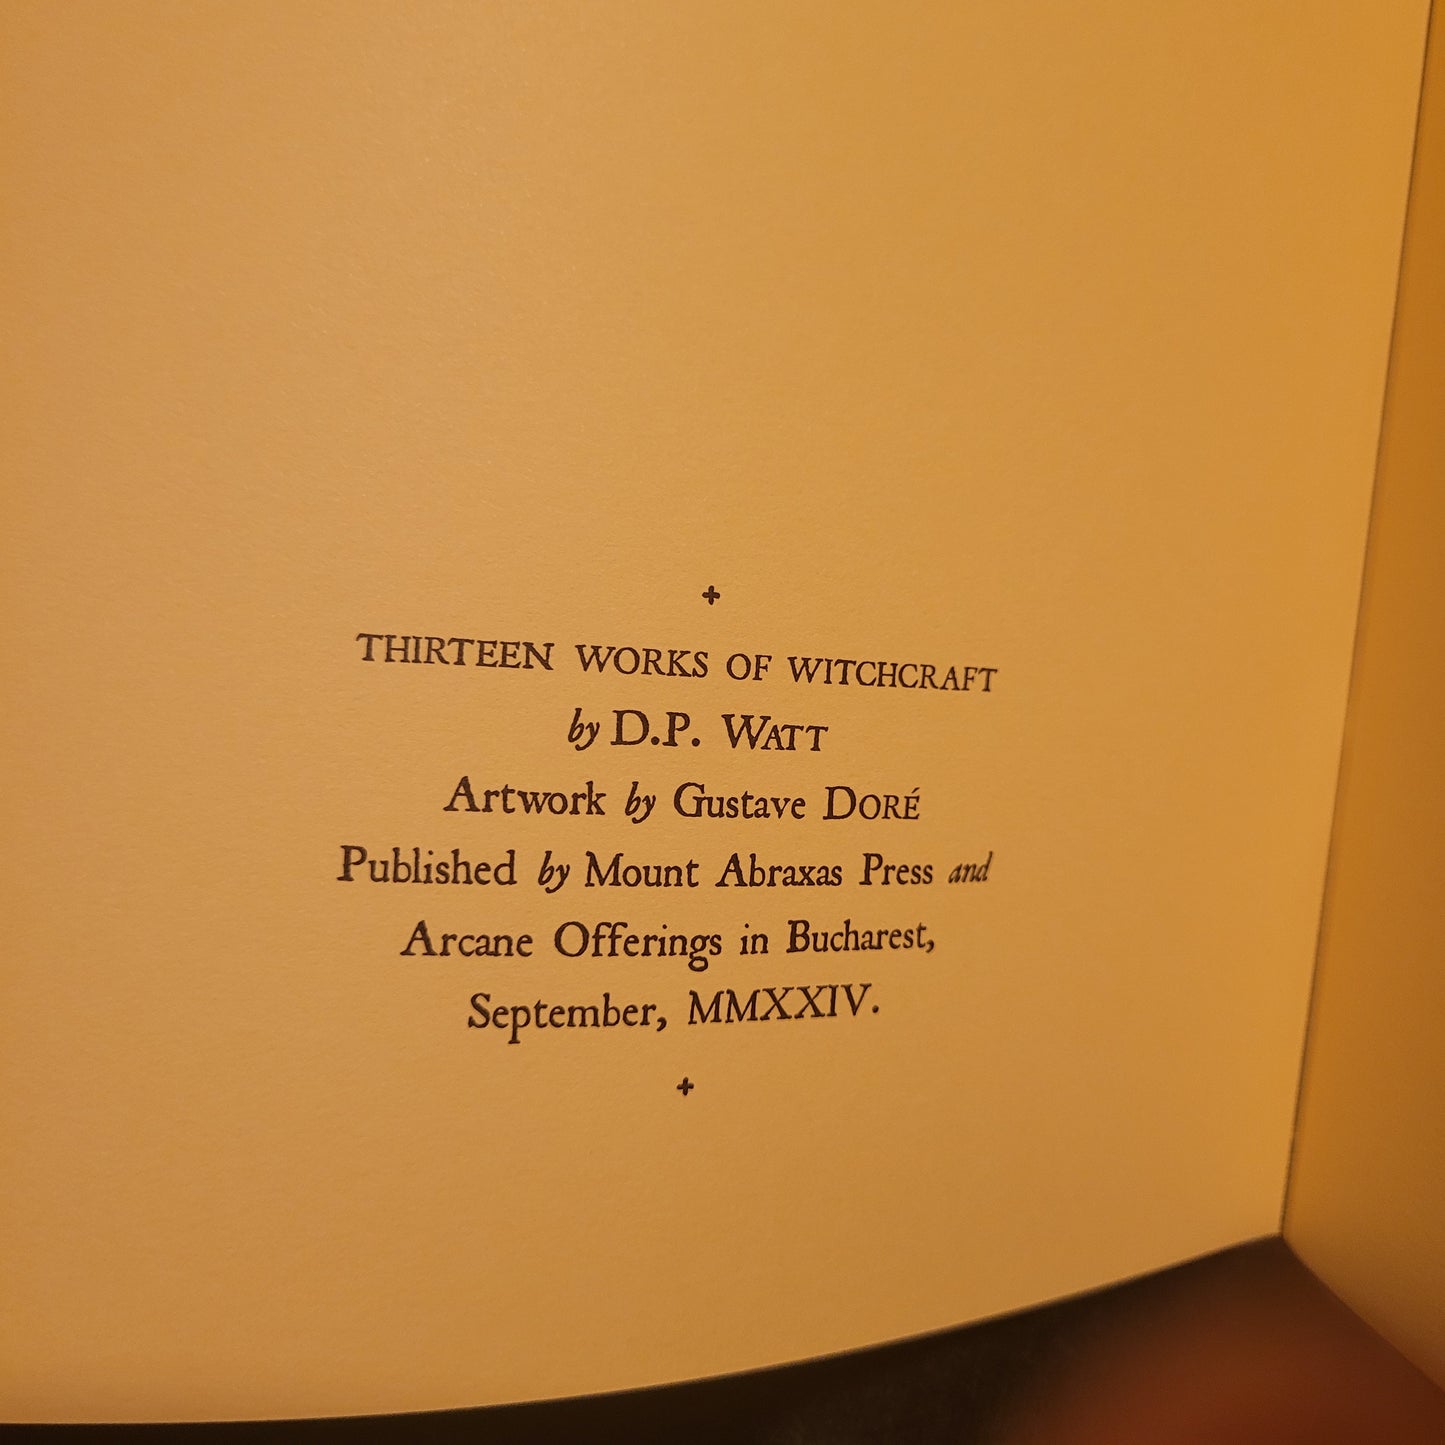 THIRTEEN WORKS OF WITCHCRAFT
by D.P. WATT
Artwork by Gustave DORÉ
Published by Mount Abraxas Press and
Arcane Offerings in Bucharest,
September, MMXXIV.